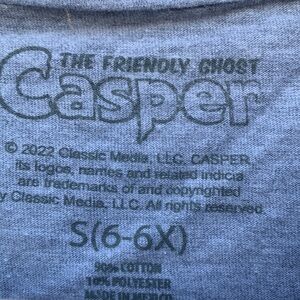 THE FRIENDLY GHOST
Casper
© 2022 Classic Media, LLC. CASPER,
its logos, names and related indicia
are trademarks of and copyrighted
y Classic Media, LLC. All rights reserved.
S(6-6X)
90% COTTON
10% POLYESTER
MADE IN MEXICO